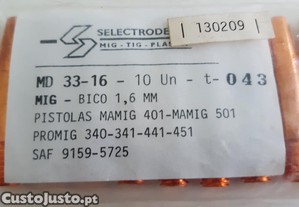 SELECTRODE
MIG - TIG - PLA
| 130209 |
MD 33-16 - 10 Un - t- 043
MIG - BICO 1,6 MM
PISTOLAS MAMIG 401-MAMIG 501
PROMIG 340-341-441-451
SAF 9159-5725
CustoJusto.pt